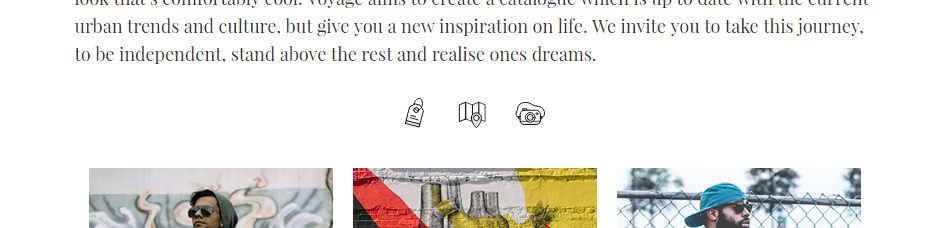 look that's comfortably cool. Voyage aims to create a catalogue which is up to date with the current
urban trends and culture, but give you a new inspiration on life. We invite you to take this journey,
to be independent, stand above the rest and realise ones dreams.